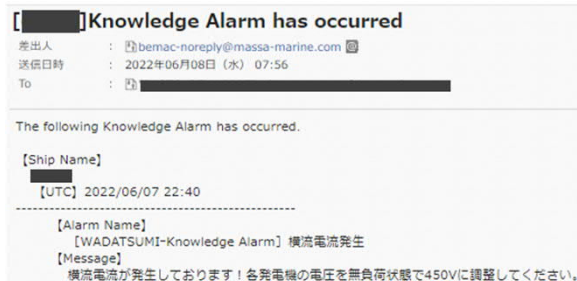 [ ]Knowledge Alarm has occurred
差出人 : bemac-noreply@massa-marine.com
送信日時 : 2022年06月08日（水） 07:56
To :
The following Knowledge Alarm has occurred.
【Ship Name】
【UTC】2022/06/07 22:40
--------------------------------------------------
【Alarm Name】
［WADATSUMI-Knowledge Alarm］横流電流発生
【Message】
横流電流が発生しております！各発電機の電圧を無負荷状態で450Vに調整してください。